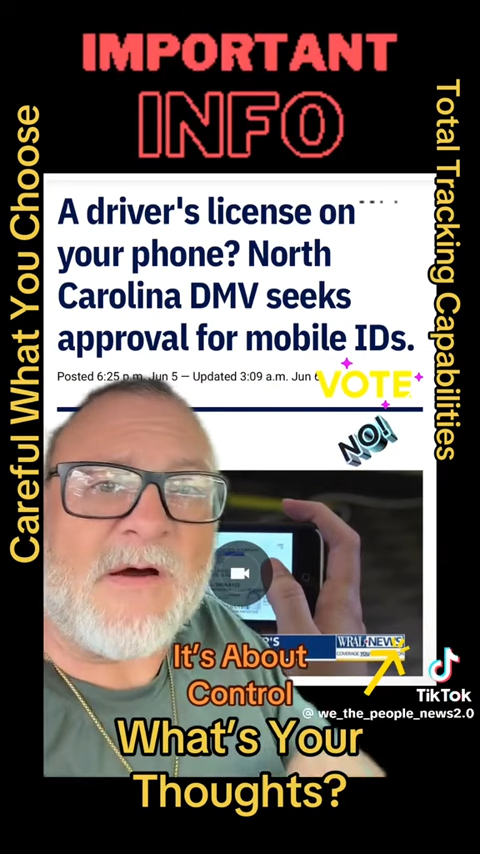 IMPORTANT
INFO
Careful What You Choose
Total Tracking Capabilities
A driver's license on
your phone? North
Carolina DMV seeks
approval for mobile IDs.
Posted 6:25 p.m. Jun 5 — Updated 3:09 a.m. Jun 6
VOTE
NO!
WRAL NEWS
COVERAGE YOU
It's About
Control
TikTok
@ we_the_people_news2.0
What's Your
Thoughts?